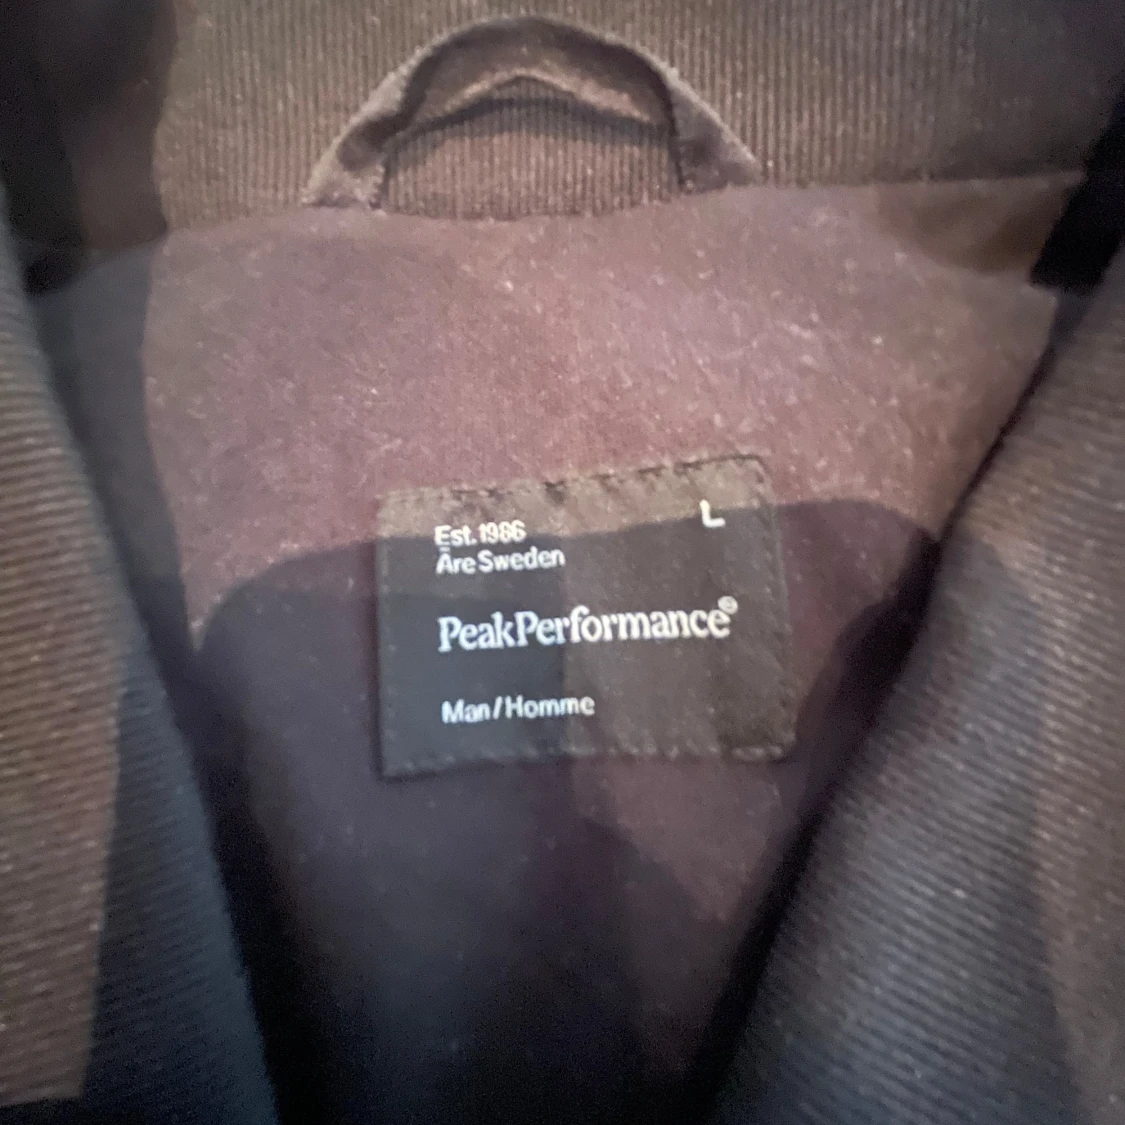 L
Est. 1986
Åre Sweden
PeakPerformance®
Man/Homme